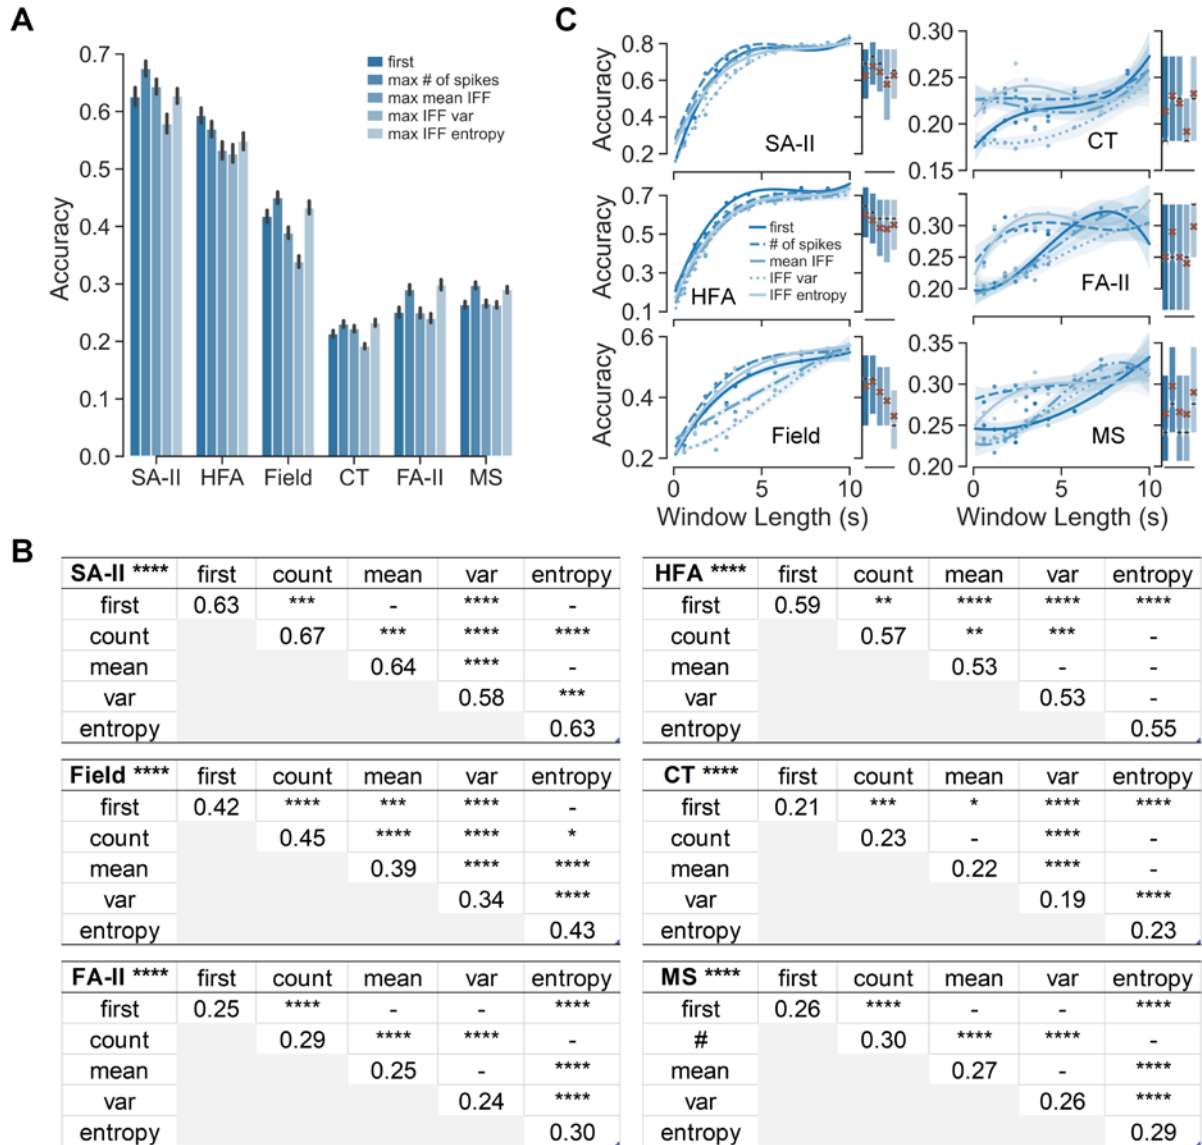 A
0.7
0.6
0.5
0.4
0.3
0.2
0.1
0.0
Accuracy
first
max # of spikes
max mean IFF
max IFF var
max IFF entropy
SA-II HFA Field CT FA-II MS
C
Accuracy
0.8
0.6
0.4
0.2
SA-II
0.30
0.25
0.20
0.15
CT
Accuracy
0.7
0.5
0.3
0.1
HFA
first
# of spikes
mean IFF
IFF var
IFF entropy
0.30
0.25
0.20
FA-II
Accuracy
0.6
0.4
0.2
Field
0.35
0.30
0.25
0.20
MS
0 5 10
Window Length (s)
0 5 10
Window Length (s)
B
SA-II **** first count mean var entropy
first 0.63 *** - **** -
count 0.67 *** **** ****
mean 0.64 **** -
var 0.58 ***
entropy 0.63
HFA **** first count mean var entropy
first 0.59 ** **** **** ****
count 0.57 ** *** -
mean 0.53 - -
var 0.53 -
entropy 0.55
Field **** first count mean var entropy
first 0.42 **** *** **** -
count 0.45 **** **** *
mean 0.39 **** ****
var 0.34 ****
entropy 0.43
CT **** first count mean var entropy
first 0.21 *** * **** ****
count 0.23 - **** -
mean 0.22 **** -
var 0.19 ****
entropy 0.23
FA-II **** first count mean var entropy
first 0.25 **** - - ****
count 0.29 **** **** -
mean 0.25 - ****
var 0.24 ****
entropy 0.30
MS **** first count mean var entropy
first 0.26 **** - - ****
# 0.30 **** **** -
mean 0.27 - ****
var 0.26 ****
entropy 0.29